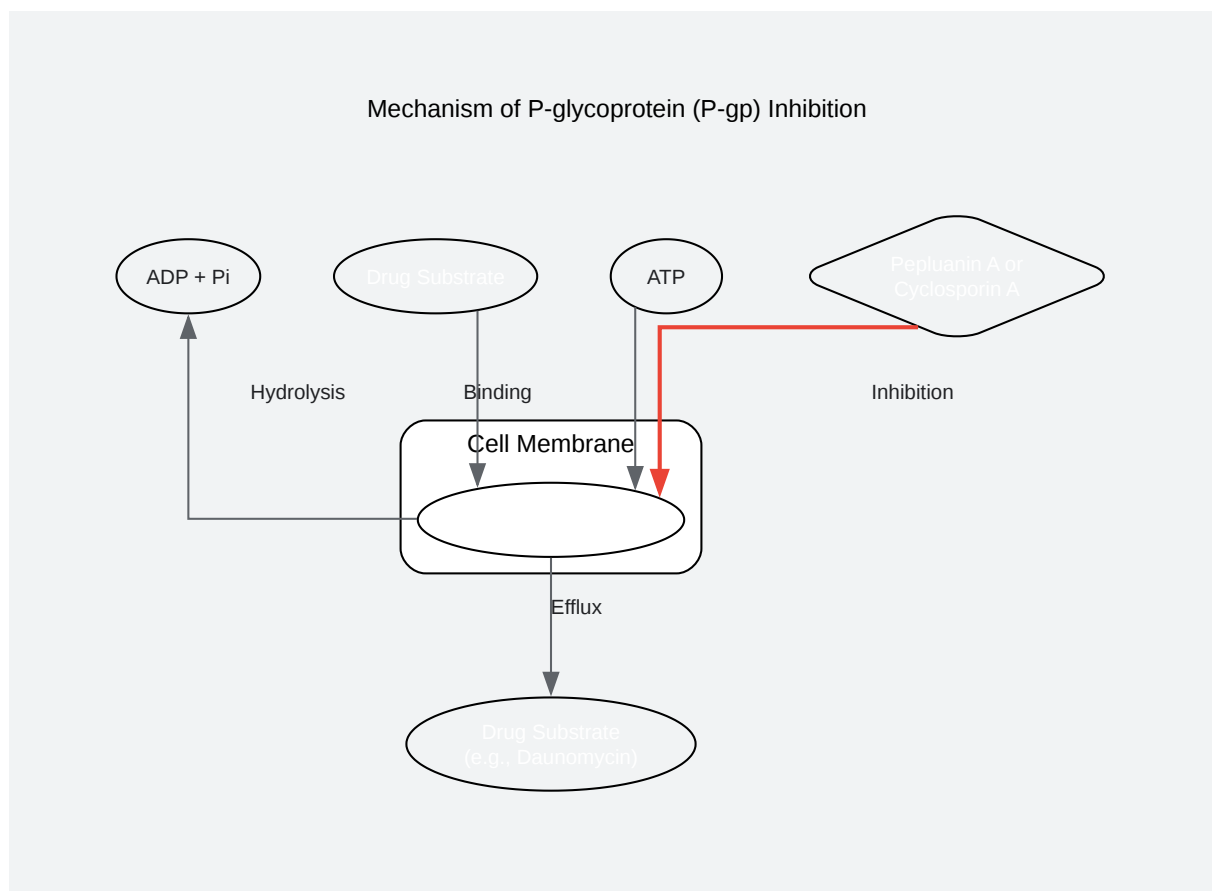 Mechanism of P-glycoprotein (P-gp) Inhibition
ADP + Pi
Drug Substrate
ATP
Pepluanin A or
Cyclosporin A
Hydrolysis
Binding
Inhibition
Cell Membrane
Efflux
Drug Substrate
(e.g., Daunomycin)